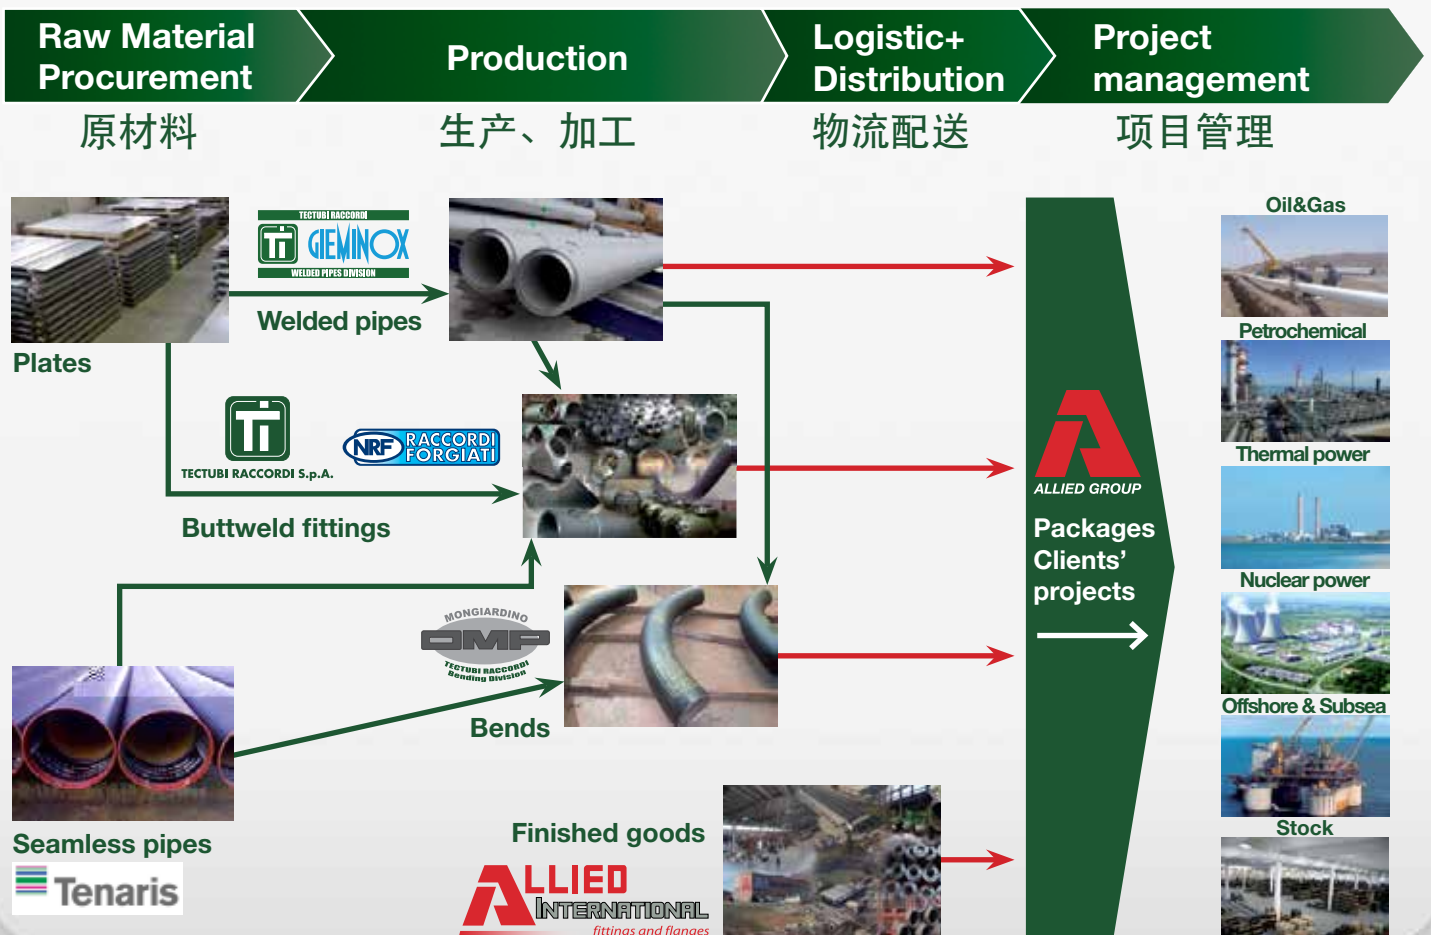 Raw Material
Procurement
Production
Logistic+
Distribution
Project
management
原材料
生产、加工
物流配送
项目管理
TECTUBI RACCORDI
Ti GIEMINOX
WELDED PIPES DIVISION
Welded pipes
Plates
Ti
TECTUBI RACCORDI S.p.A.
NRF RACCORDI
FORGIATI
Buttweld fittings
MONGIARDINO
OMP
TECTUBI RACCORDI
Bending Division
Bends
Seamless pipes
Tenaris
Finished goods
ALLIED
INTERNATIONAL
fittings and flanges
ALLIED GROUP
Packages
Clients’
projects
Oil&Gas
Petrochemical
Thermal power
Nuclear power
Offshore & Subsea
Stock